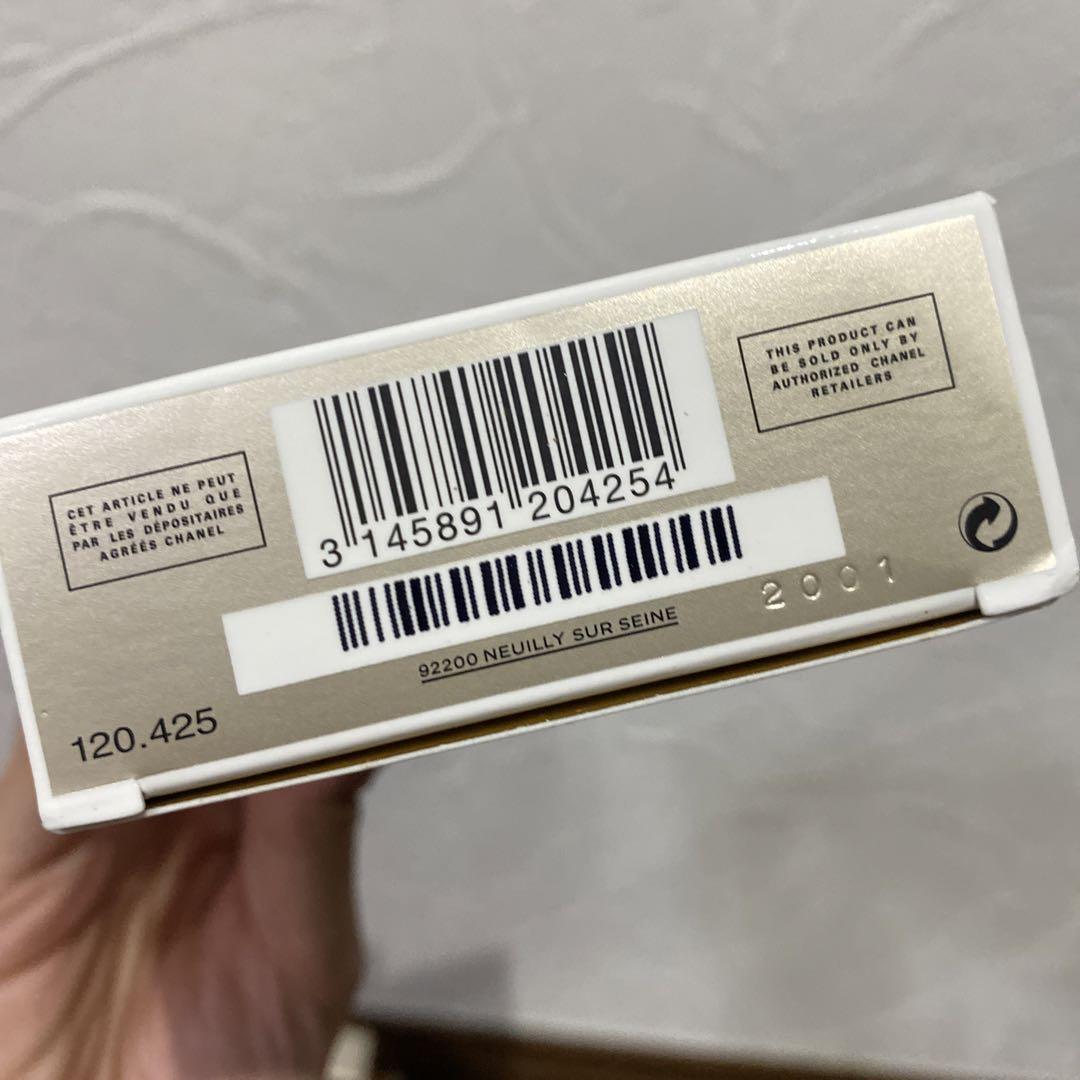 CET ARTICLE NE PEUT
ÊTRE VENDU QUE
PAR LES DÉPOSITAIRES
AGRÉÉS CHANEL
3 145891 204254
THIS PRODUCT CAN
BE SOLD ONLY BY
AUTHORIZED CHANEL
RETAILERS
92200 NEUILLY SUR SEINE
2001
120.425